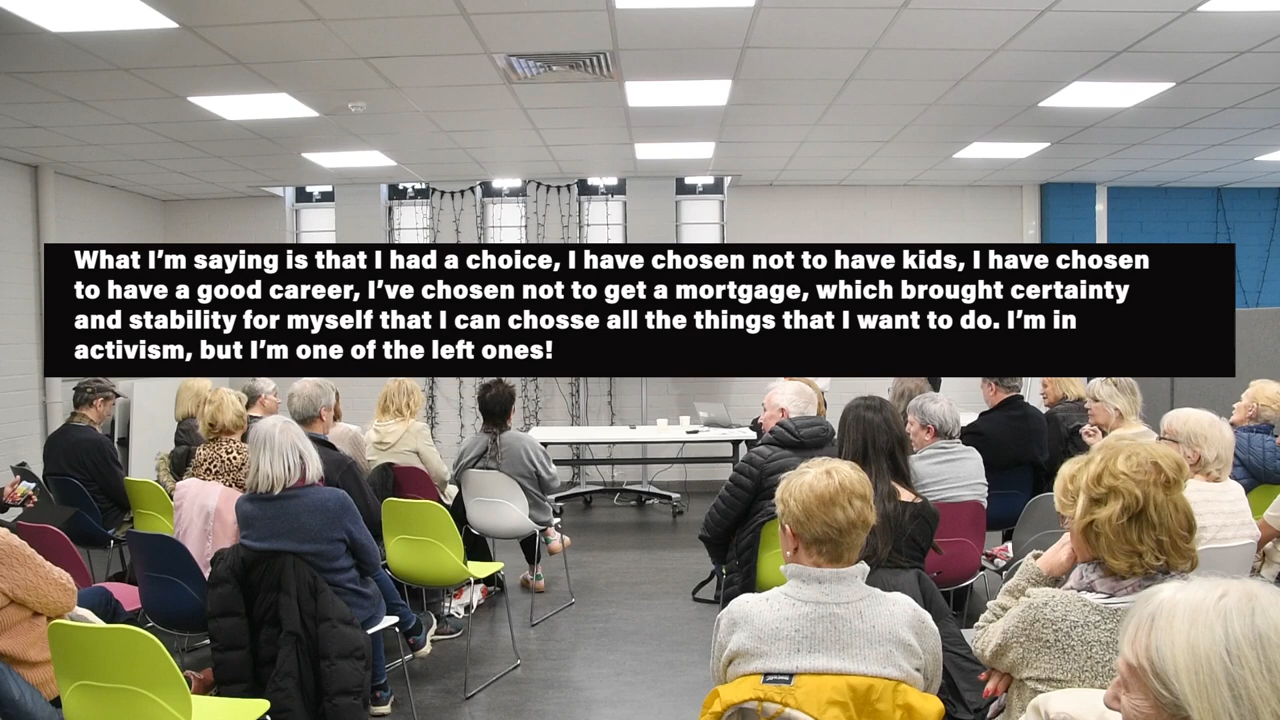 What I’m saying is that I had a choice, I have chosen not to have kids, I have chosen
to have a good career, I’ve chosen not to get a mortgage, which brought certainty
and stability for myself that I can chosse all the things that I want to do. I’m in
activism, but I’m one of the left ones!